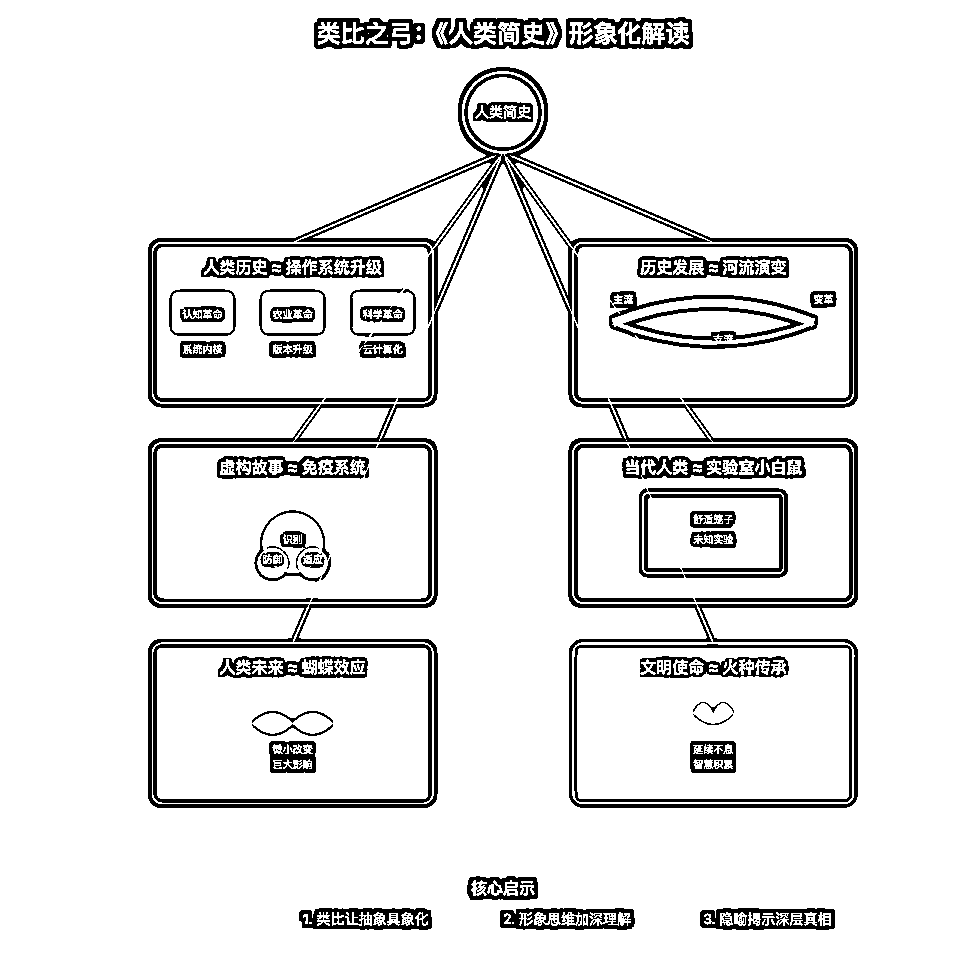 类比之弓:《人类简史》形象化解读
人类简史
人类历史 ≈ 操作系统升级
认知革命 农业革命 科学革命
系统内核 版本升级 云计算化
历史发展 ≈ 河流演变
主流 变革
支流
虚构故事 ≈ 免疫系统
识别
防御 适应
当代人类 ≈ 实验室小白鼠
舒适笼子
未知实验
人类未来 ≈ 蝴蝶效应
微小改变
巨大影响
文明使命 ≈ 火种传承
延续不息
智慧积累
核心启示
1. 类比让抽象具象化 2. 形象思维加深理解 3. 隐喻揭示深层真相